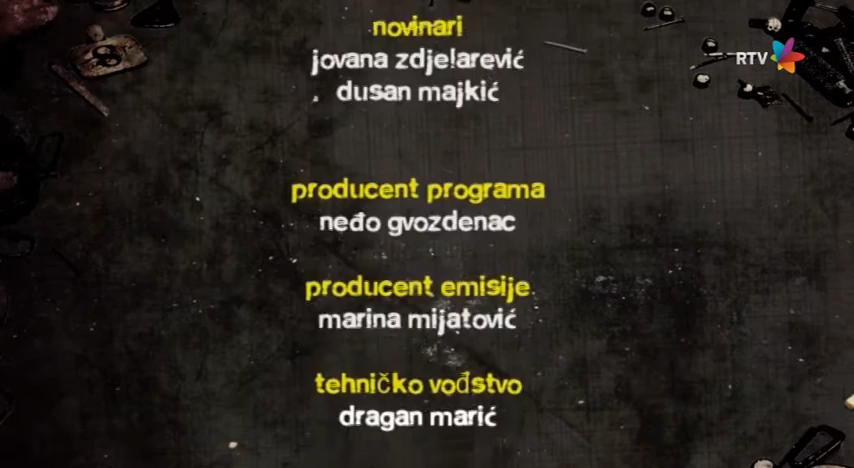 novinari
jovana zdjelarević
RTV
dusan majkić
producent programa
neđo gvozdenac
producent emisije
marina mijatović
tehničko vođstvo
dragan marić